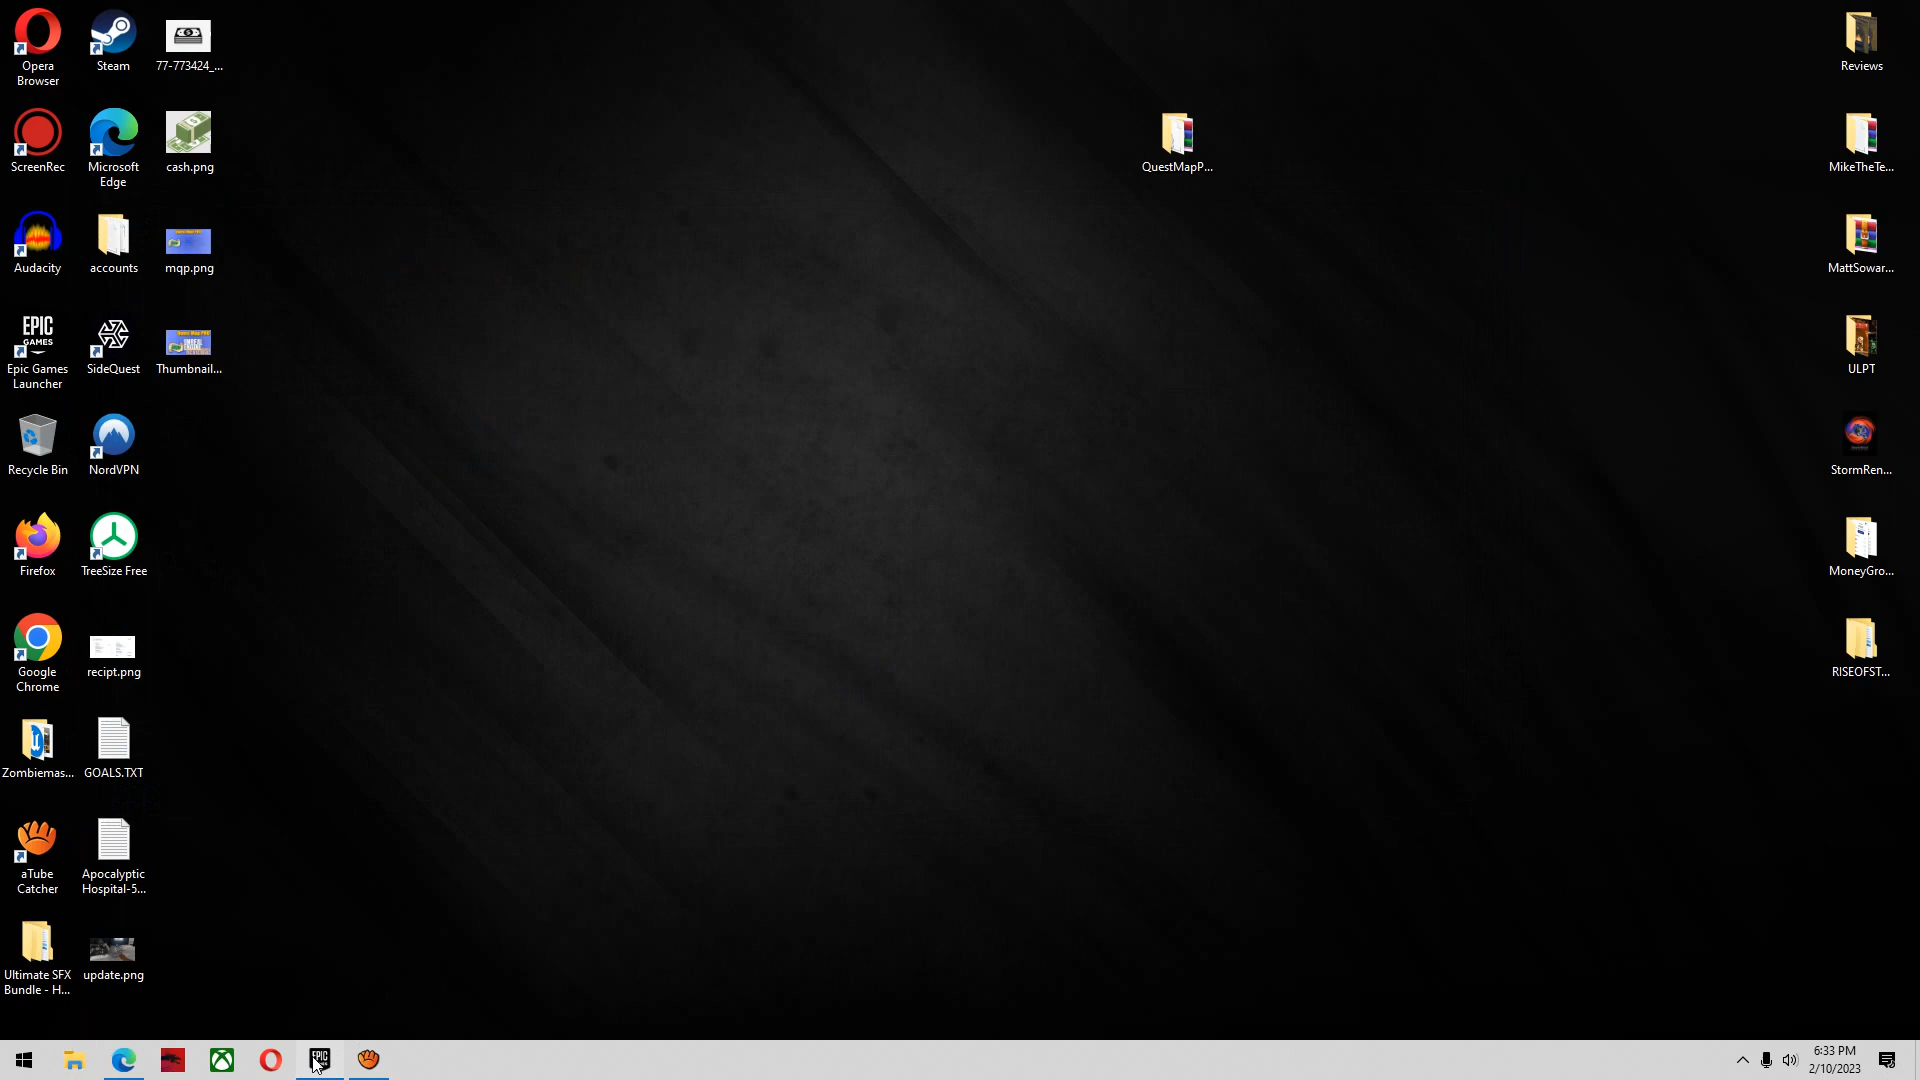 Opera
Browser
Steam
77-773424_...
ScreenRec
Microsoft
Edge
cash.png
Audacity
accounts
mqp.png
EPIC
GAMES
Epic Games
Launcher
SideQuest
Thumbnail...
Recycle Bin
NordVPN
Firefox
TreeSize Free
Google
Chrome
recipt.png
Zombiemas...
GOALS.TXT
aTube
Catcher
Apocalyptic
Hospital-5...
Ultimate SFX
Bundle - H...
update.png
QuestMapP...
Reviews
MikeTheTe...
MattSowar...
ULPT
StormRen...
MoneyGro...
RISEOFST...
EPIC
6:33 PM
2/10/2023